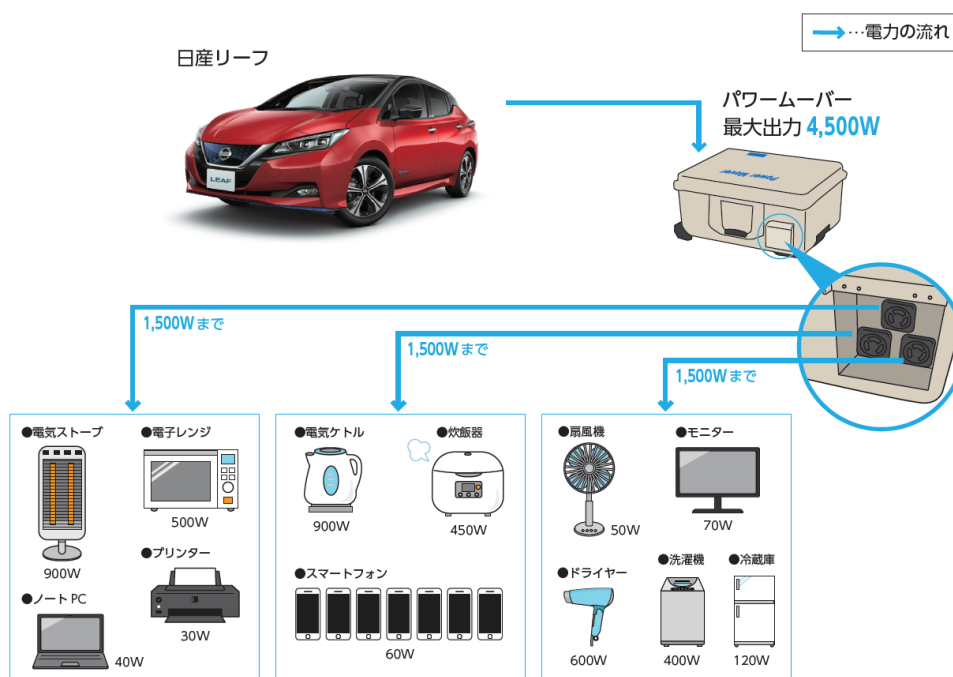 …電力の流れ
日産リーフ
LEAF
パワームーバー
最大出力 4,500W
Power Mover
1,500Wまで
1,500Wまで
1,500Wまで
●電気ストーブ
900W
●電子レンジ
500W
●プリンター
30W
●ノートPC
40W
●電気ケトル
900W
●炊飯器
450W
●スマートフォン
60W
●扇風機
50W
●モニター
70W
●ドライヤー
600W
●洗濯機
400W
●冷蔵庫
120W